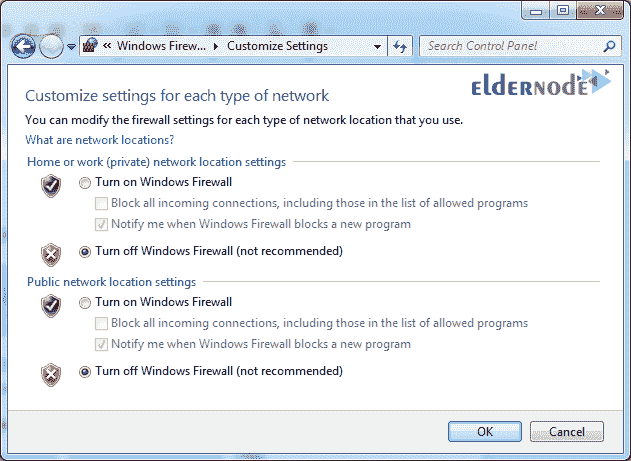 « Windows Firew... ▸ Customize Settings
Search Control Panel
ELDERNODE
Customize settings for each type of network
You can modify the firewall settings for each type of network location that you use.
What are network locations?
Home or work (private) network location settings
Turn on Windows Firewall
Block all incoming connections, including those in the list of allowed programs
Notify me when Windows Firewall blocks a new program
Turn off Windows Firewall (not recommended)
Public network location settings
Turn on Windows Firewall
Block all incoming connections, including those in the list of allowed programs
Notify me when Windows Firewall blocks a new program
Turn off Windows Firewall (not recommended)
OK Cancel